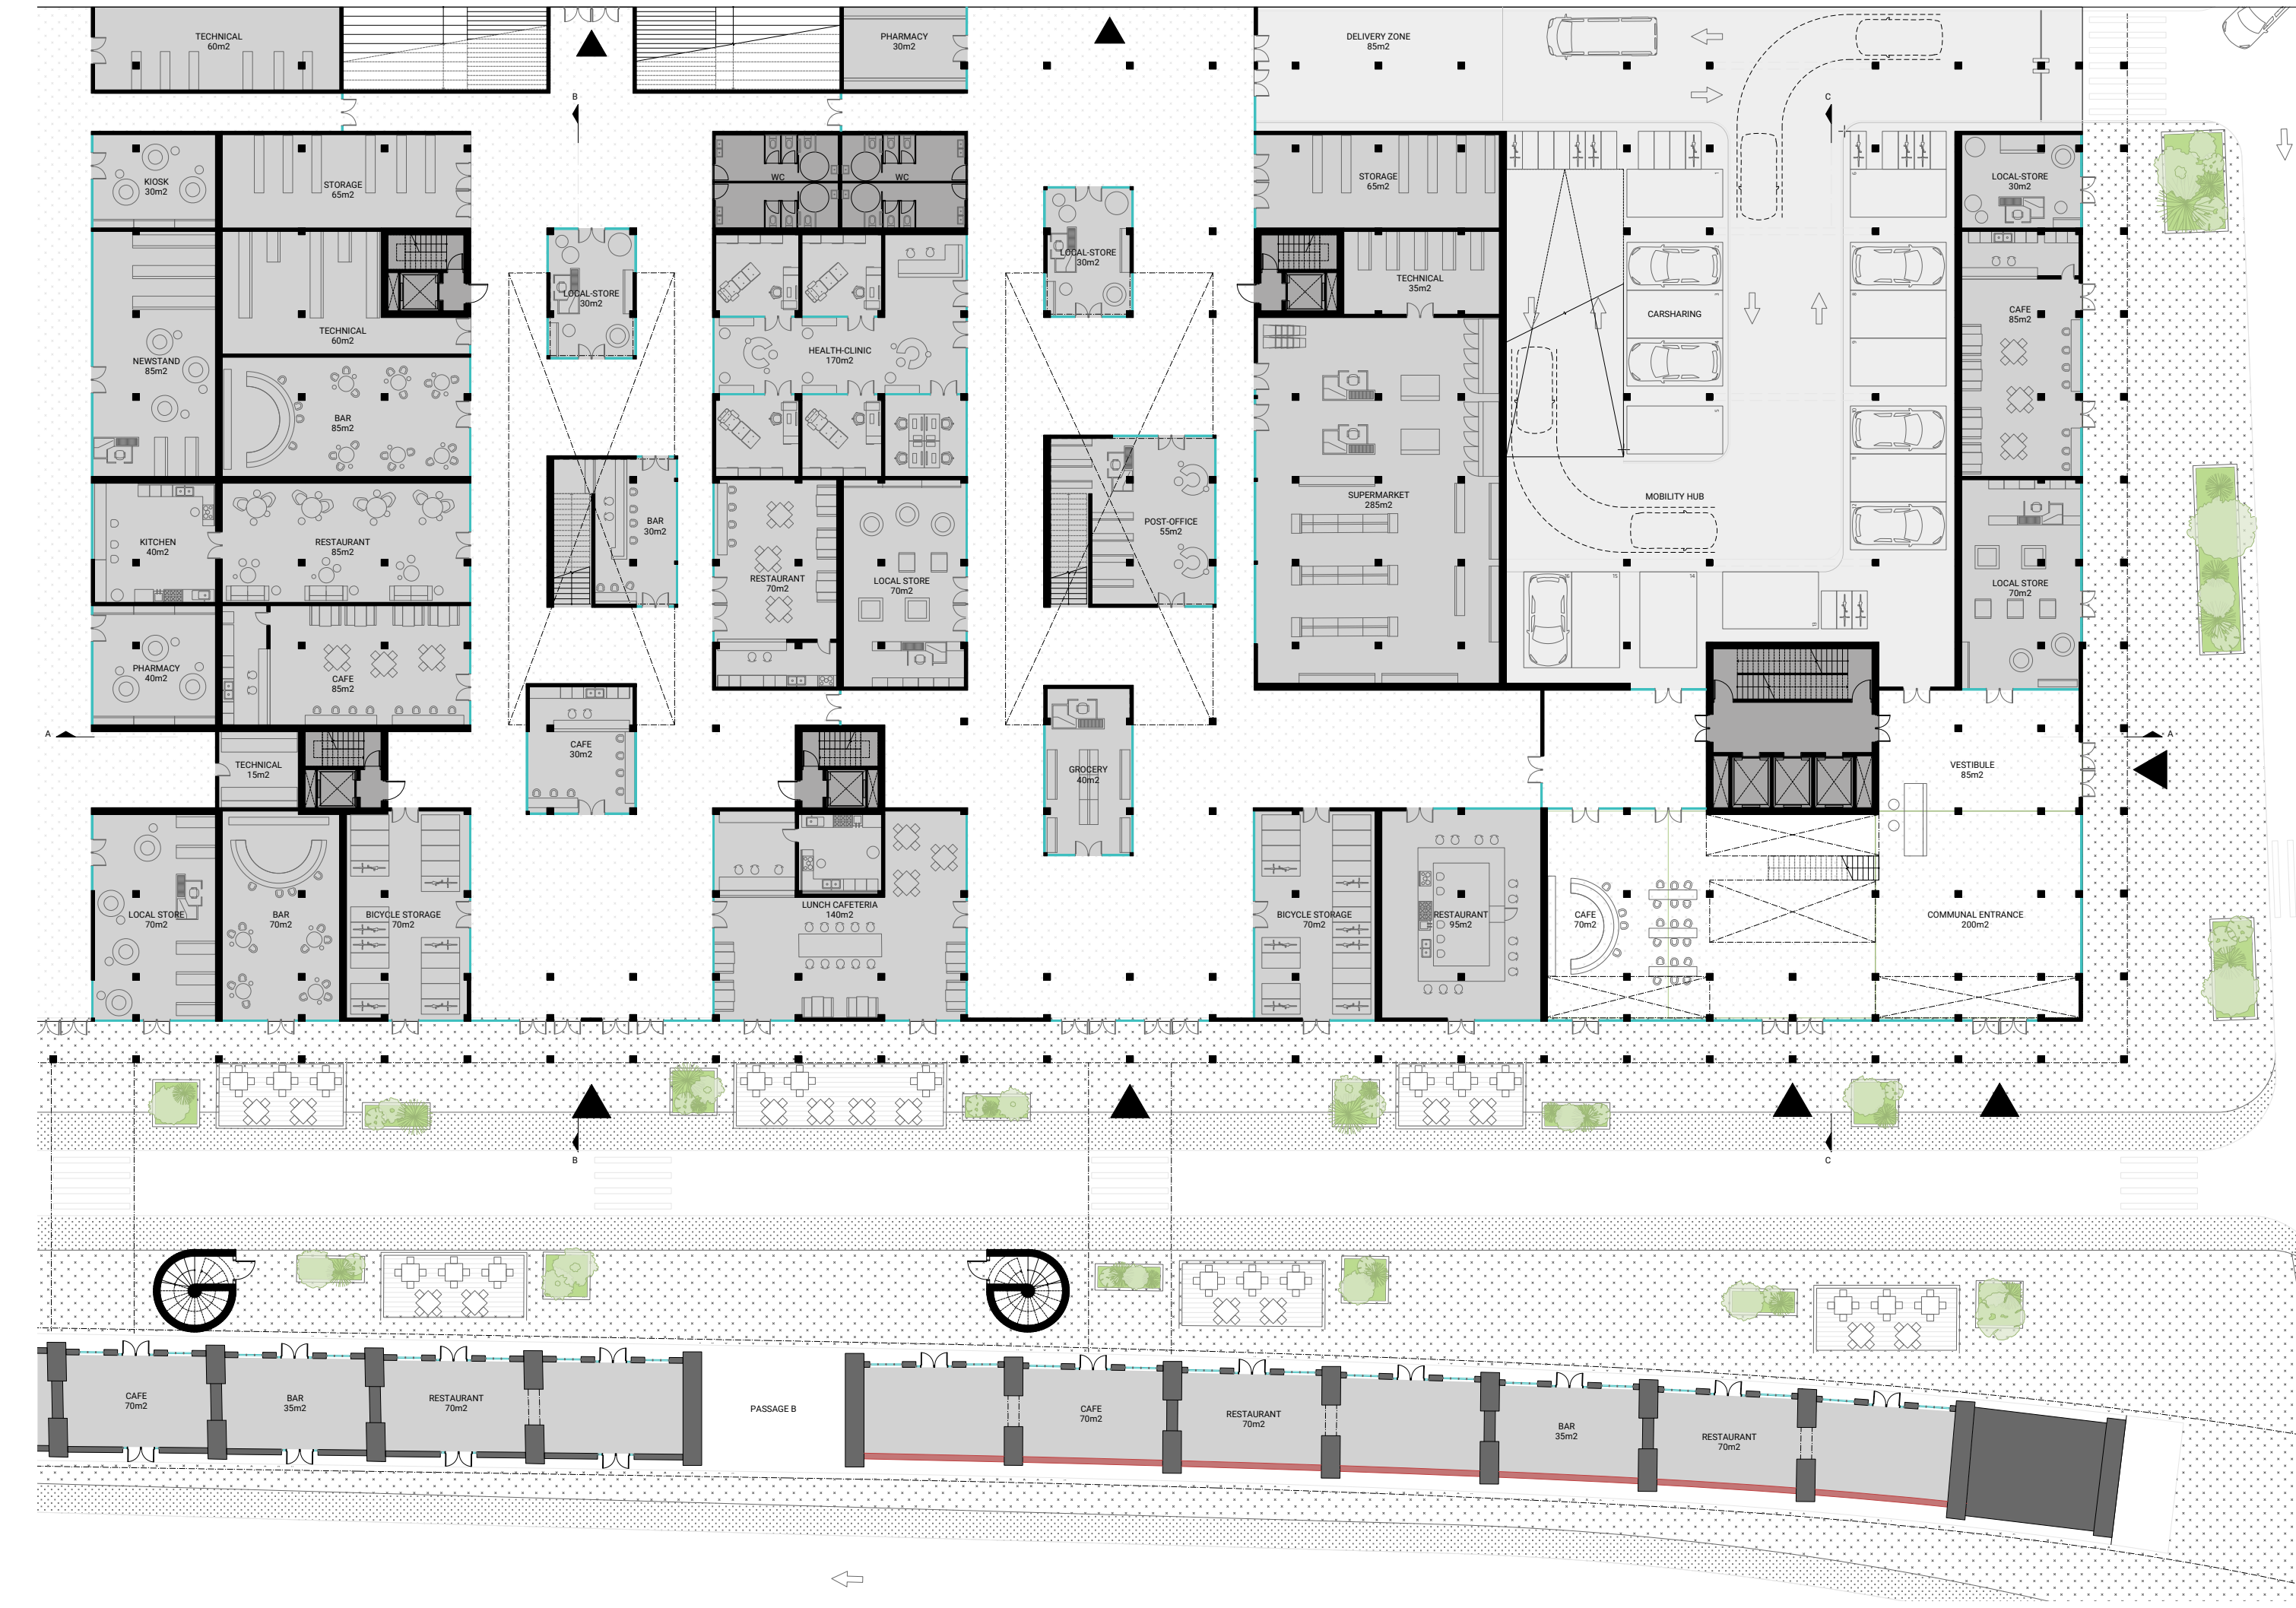 TECHNICAL
60m2
PHARMACY
30m2
DELIVERY ZONE
85m2
B
C
KIOSK
30m2
STORAGE
65m2
WC
WC
STORAGE
65m2
LOCAL-STORE
30m2
LOCAL-STORE
30m2
LOCAL-STORE
30m2
TECHNICAL
35m2
CARSHARING
CAFE
85m2
TECHNICAL
60m2
NEWSTAND
85m2
HEALTH-CLINIC
170m2
BAR
85m2
SUPERMARKET
285m2
MOBILITY HUB
KITCHEN
40m2
RESTAURANT
85m2
BAR
30m2
POST-OFFICE
55m2
RESTAURANT
70m2
LOCAL STORE
70m2
LOCAL STORE
70m2
16
15
14
PHARMACY
40m2
CAFE
85m2
A
A
CAFE
30m2
TECHNICAL
15m2
GROCERY
40m2
VESTIBULE
85m2
LOCAL STORE
70m2
BAR
70m2
BICYCLE STORAGE
70m2
LUNCH CAFETERIA
140m2
BICYCLE STORAGE
70m2
RESTAURANT
95m2
CAFE
70m2
COMMUNAL ENTRANCE
200m2
B
C
CAFE
70m2
BAR
35m2
RESTAURANT
70m2
PASSAGE B
CAFE
70m2
RESTAURANT
70m2
BAR
35m2
RESTAURANT
70m2